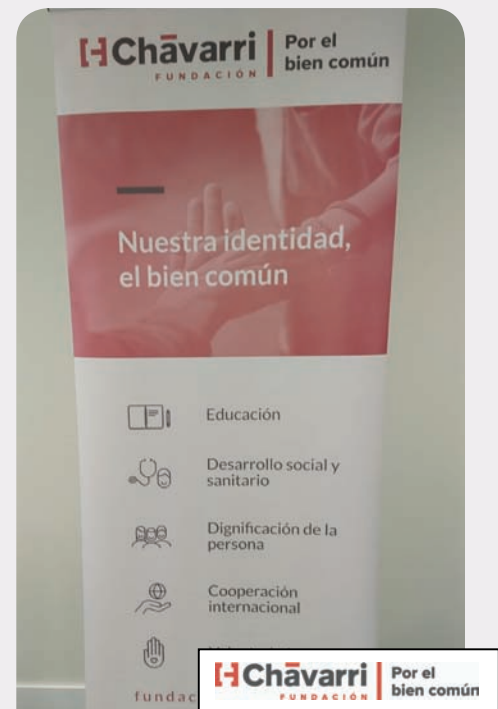 Chāvarri
FUNDACIÓN
Por el
bien común
Nuestra identidad,
el bien común
Educación
Desarrollo social y
sanitario
Dignificación de la
persona
Cooperación
internacional
fundac
Chāvarri
FUNDACIÓN
Por el
bien común